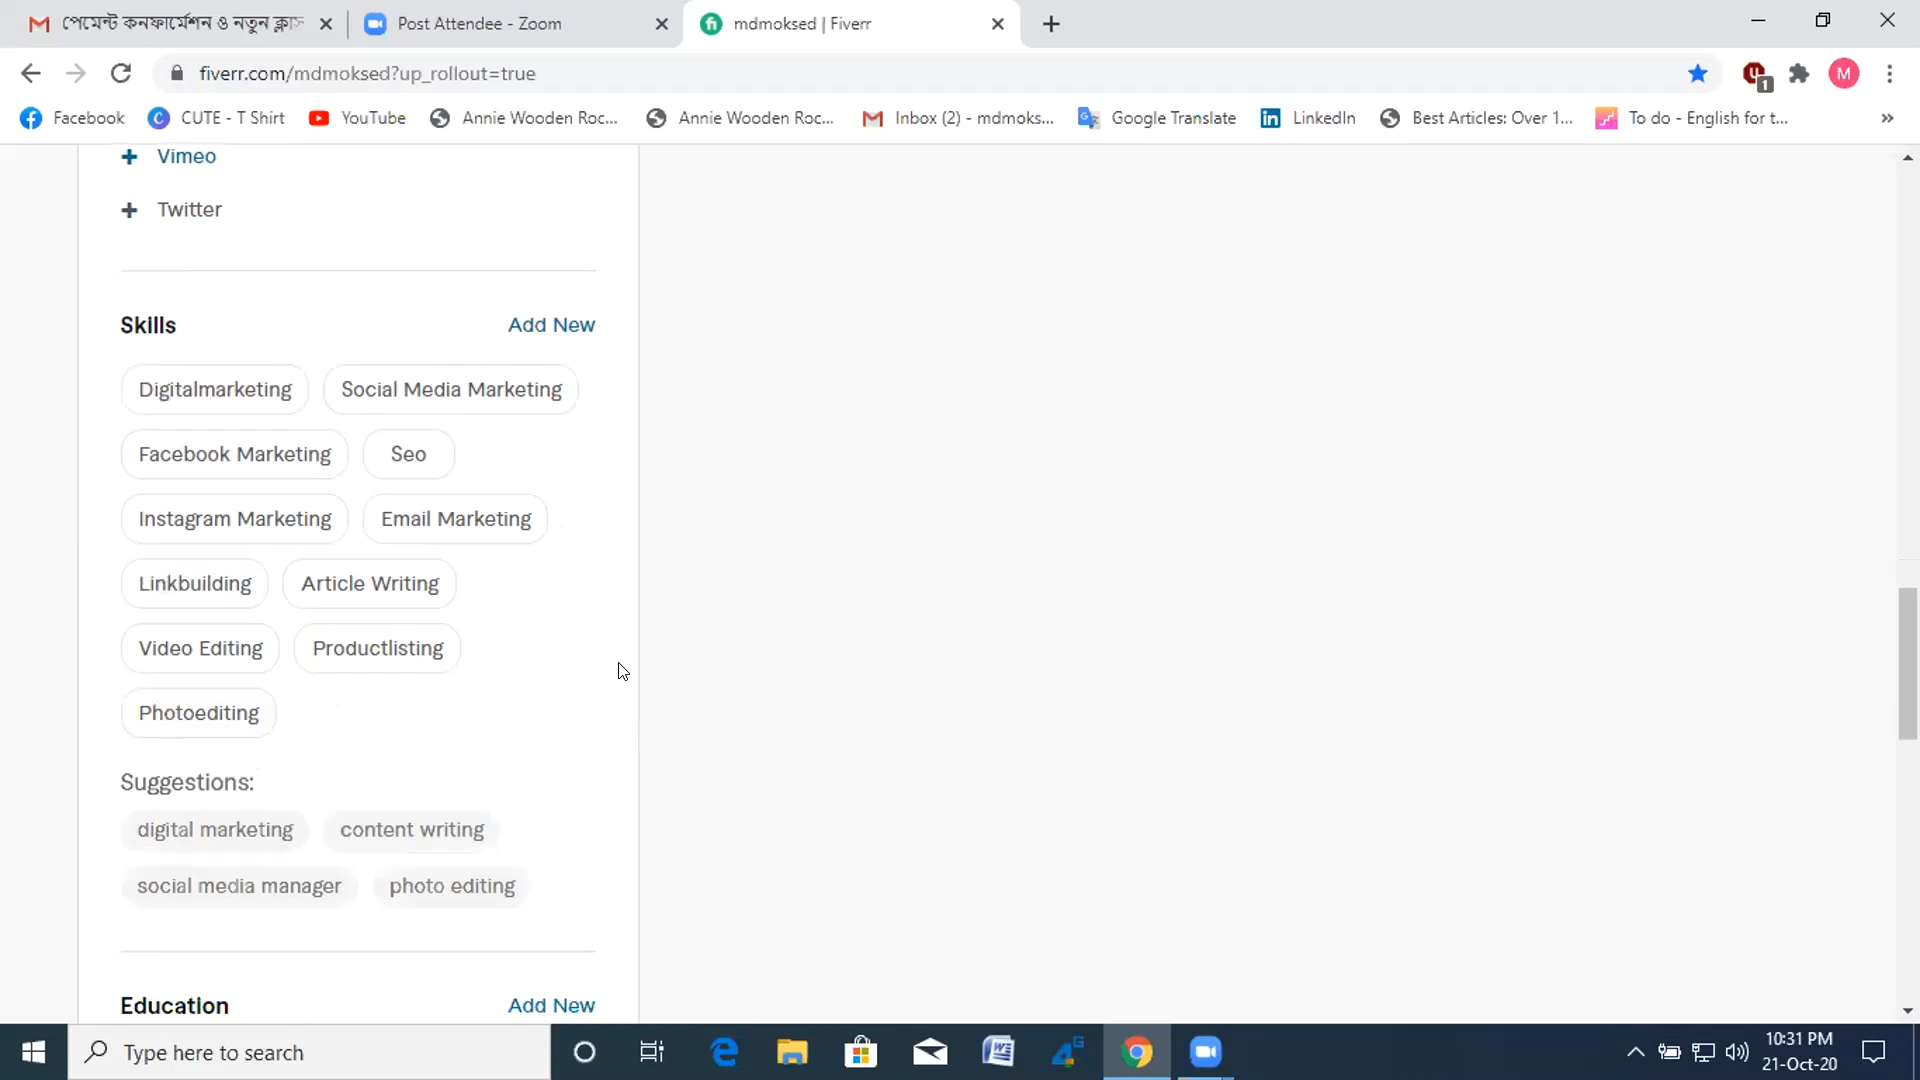 পেমেন্ট কনফার্মেশন ও নতুন ক্লাস
Post Attendee - Zoom
mdmoksed | Fiverr
fiverr.com/mdmoksed?up_rollout=true
1
M
Facebook
CUTE - T Shirt
YouTube
Annie Wooden Roc...
Annie Wooden Roc...
Inbox (2) - mdmoks...
Google Translate
LinkedIn
Best Articles: Over 1...
To do - English for t...
»
+ Vimeo
+ Twitter
Skills
Add New
Digitalmarketing
Social Media Marketing
Facebook Marketing
Seo
Instagram Marketing
Email Marketing
Linkbuilding
Article Writing
Video Editing
Productlisting
Photoediting
Suggestions:
digital marketing
content writing
social media manager
photo editing
Education
Add New
Type here to search
10:31 PM
21-Oct-20